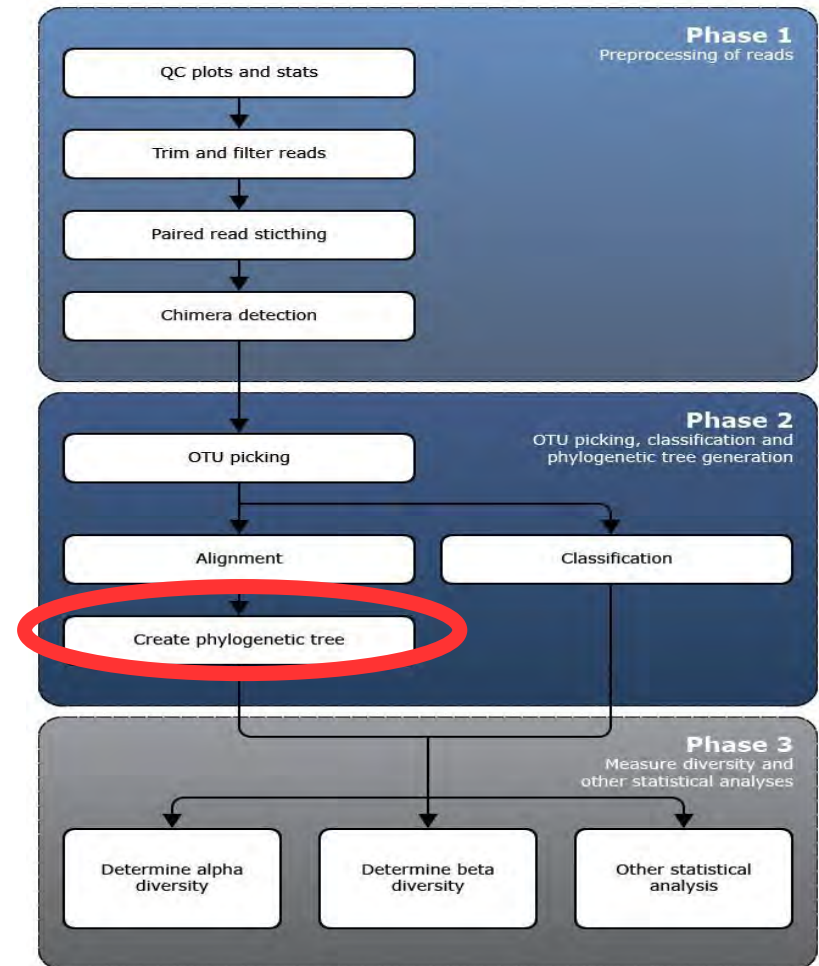 Phase 1
Preprocessing of reads
QC plots and stats
Trim and filter reads
Paired read sticthing
Chimera detection
Phase 2
OTU picking, classification and
phylogenetic tree generation
OTU picking
Alignment
Classification
Create phylogenetic tree
Phase 3
Measure diversity and
other statistical analyses
Determine alpha
diversity
Determine beta
diversity
Other statistical
analysis